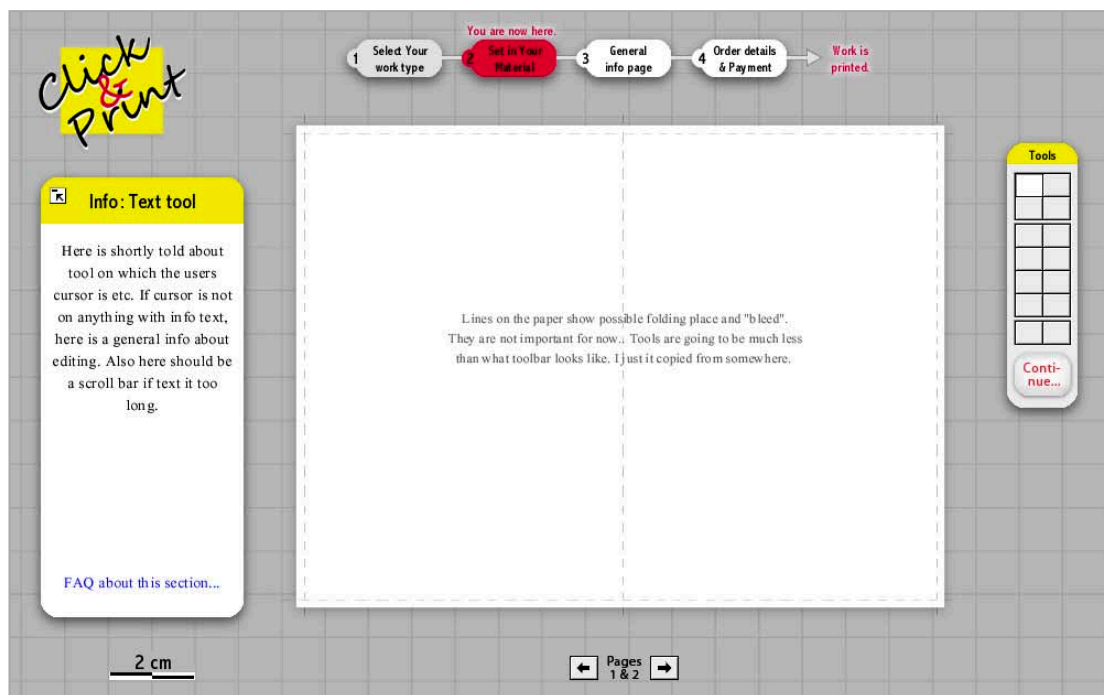 Click
&
Print
You are now here.
1 Select Your
work type
2 Set in Your
Material
3 General
info page
4 Order details
& Payment
Work is
printed.
Info: Text tool
Here is shortly told about
tool on which the users
cursor is etc. If cursor is not
on anything with info text,
here is a general info about
editing. Also here should be
a scroll bar if text it too
long.
FAQ about this section...
Lines on the paper show possible folding place and "bleed".
They are not important for now.. Tools are going to be much less
than what toolbar looks like. I just it copied from somewhere.
Tools
Conti-
nue...
2 cm
Pages
1 & 2